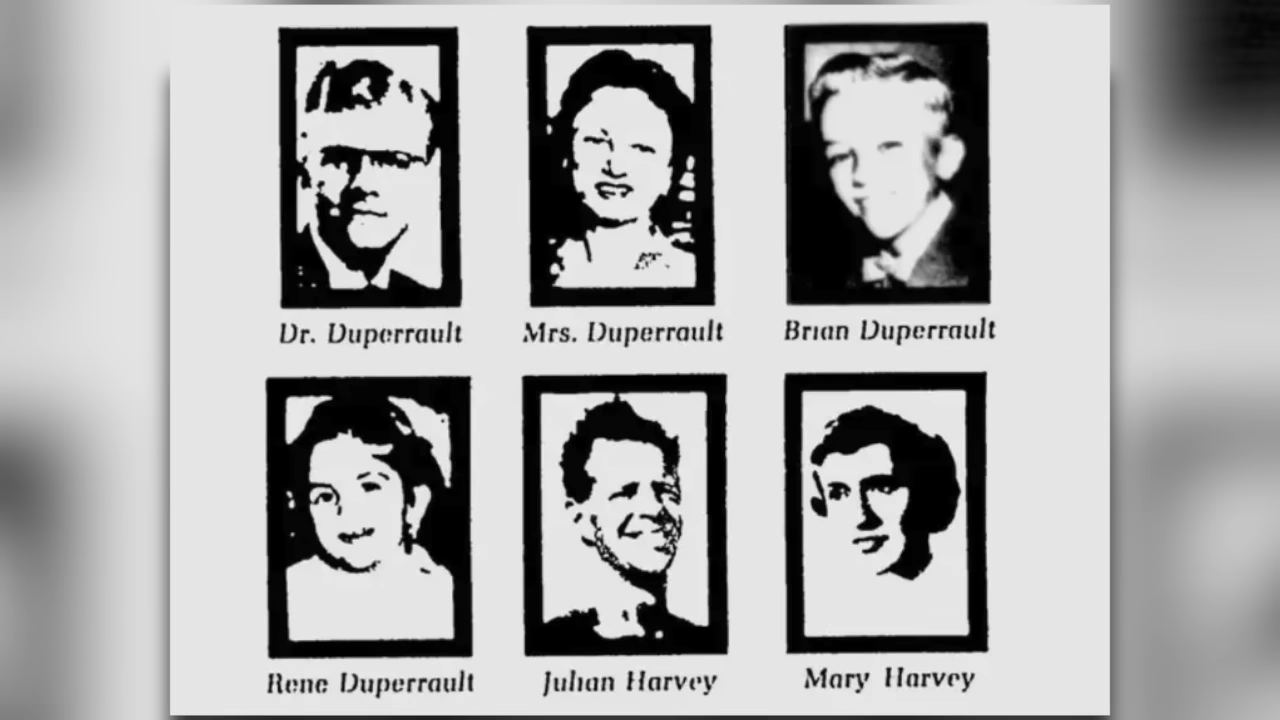 Dr. Duperrault
Mrs. Duperrault
Brian Duperrault
Rene Duperrault
Julian Harvey
Mary Harvey